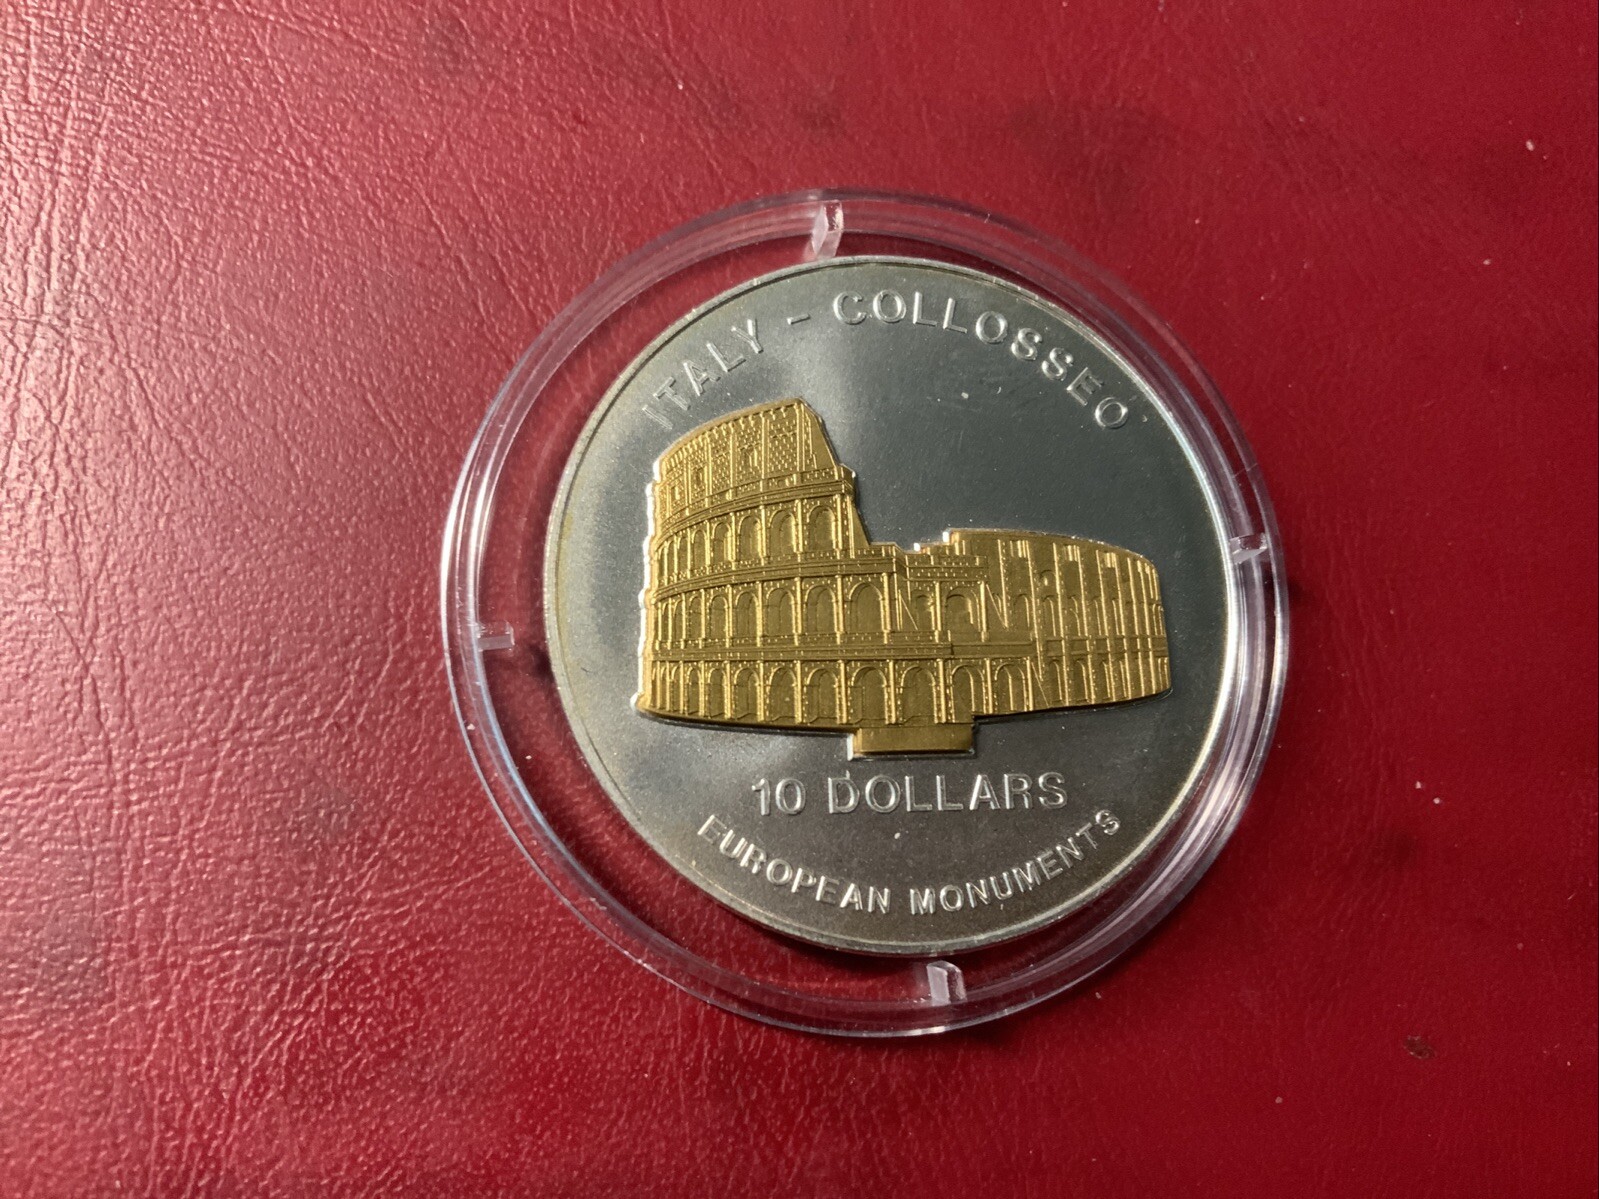 ITALY - COLLOSSEO
10 DOLLARS
EUROPEAN MONUMENTS